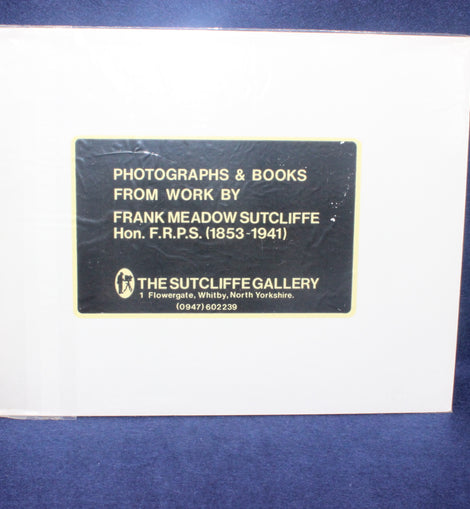 PHOTOGRAPHS & BOOKS
FROM WORK BY
FRANK MEADOW SUTCLIFFE
Hon. F.R.P.S. (1853-1941)
THE SUTCLIFFE GALLERY
1 Flowergate, Whitby, North Yorkshire.
(0947) 602239